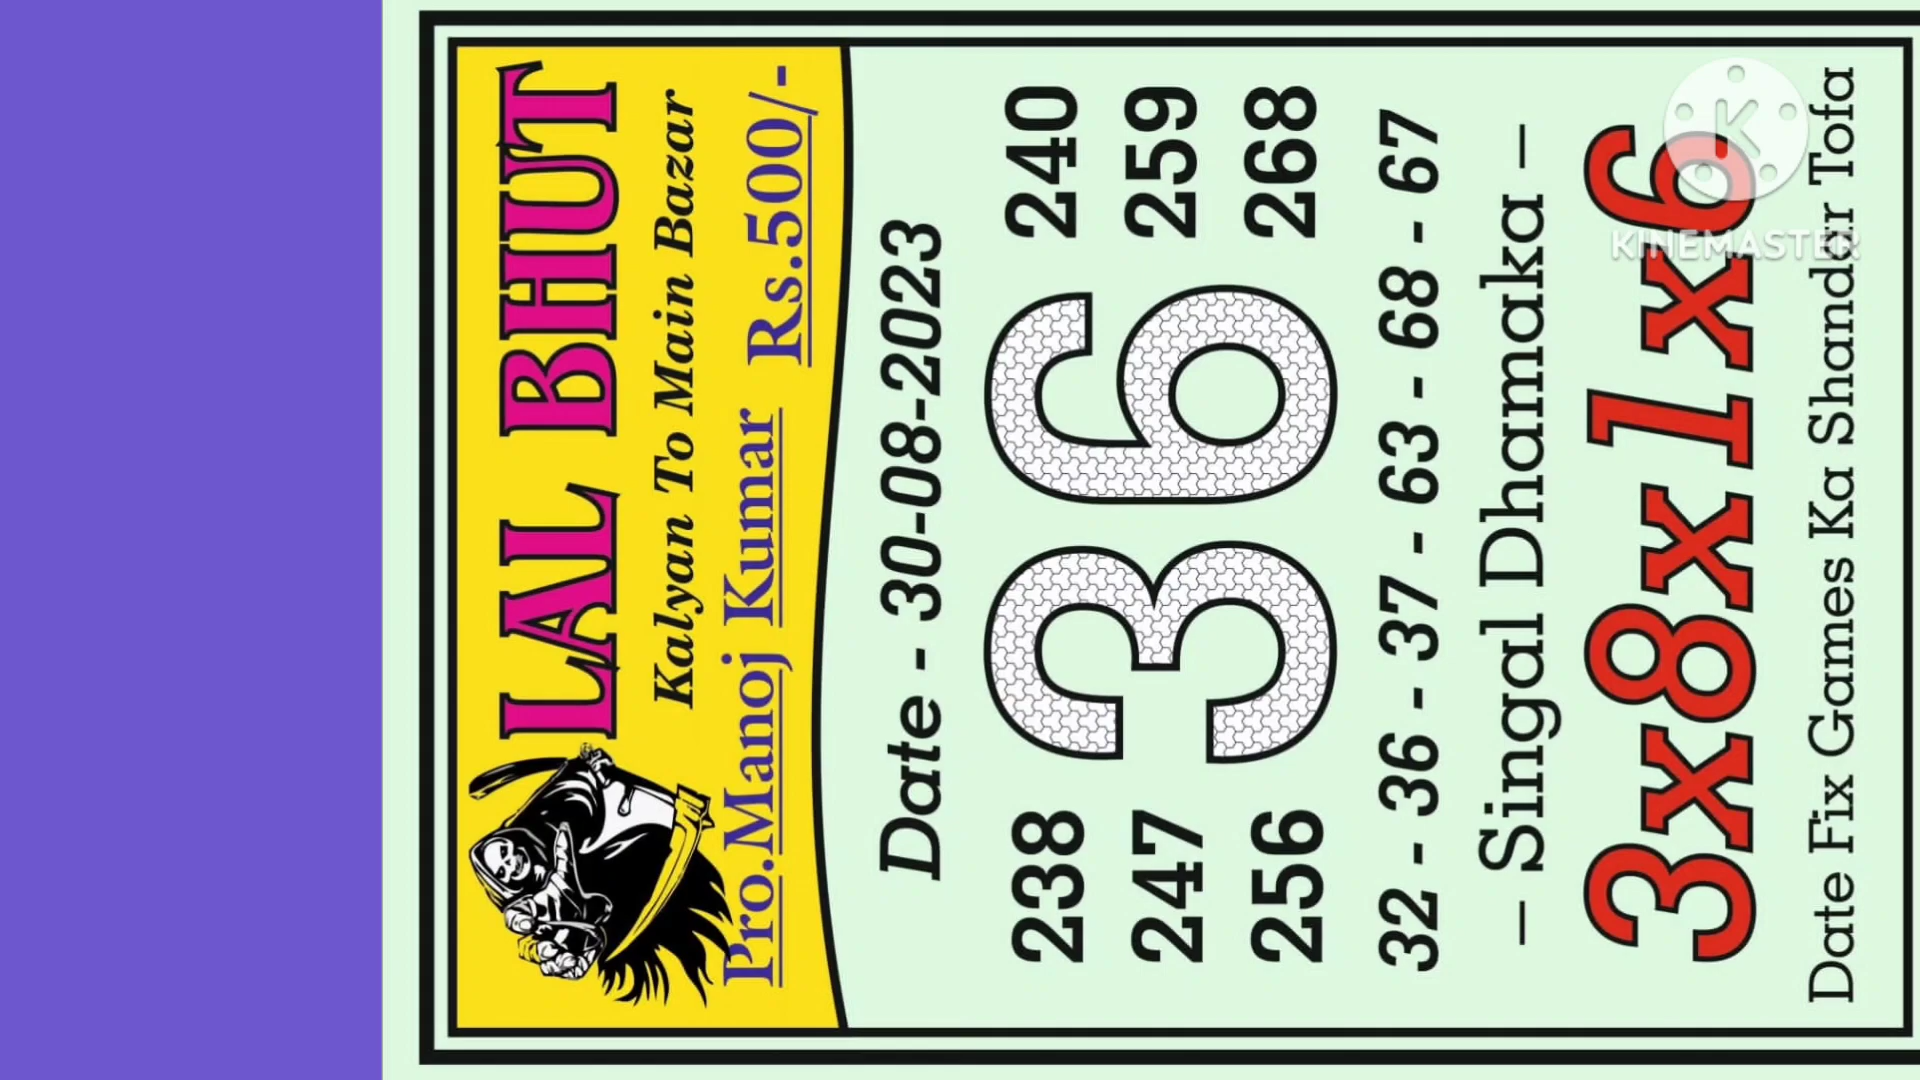 LAL BHUT
Kalyan To Main Bazar
Pro.Manoj Kumar Rs.500/-
Date - 30-08-2023
238 36 240
247 259
256 268
32 - 36 - 37 - 63 - 68 - 67
– Singal Dhamaka –
3x8x1x6
Date Fix Games Ka Shandar Tofa
K
KINEMASTER